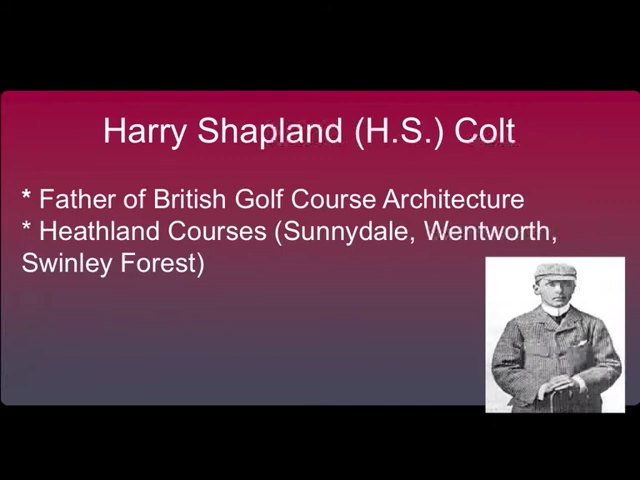 Harry Shapland (H.S.) Colt
* Father of British Golf Course Architecture
* Heathland Courses (Sunnydale, Wentworth,
Swinley Forest)